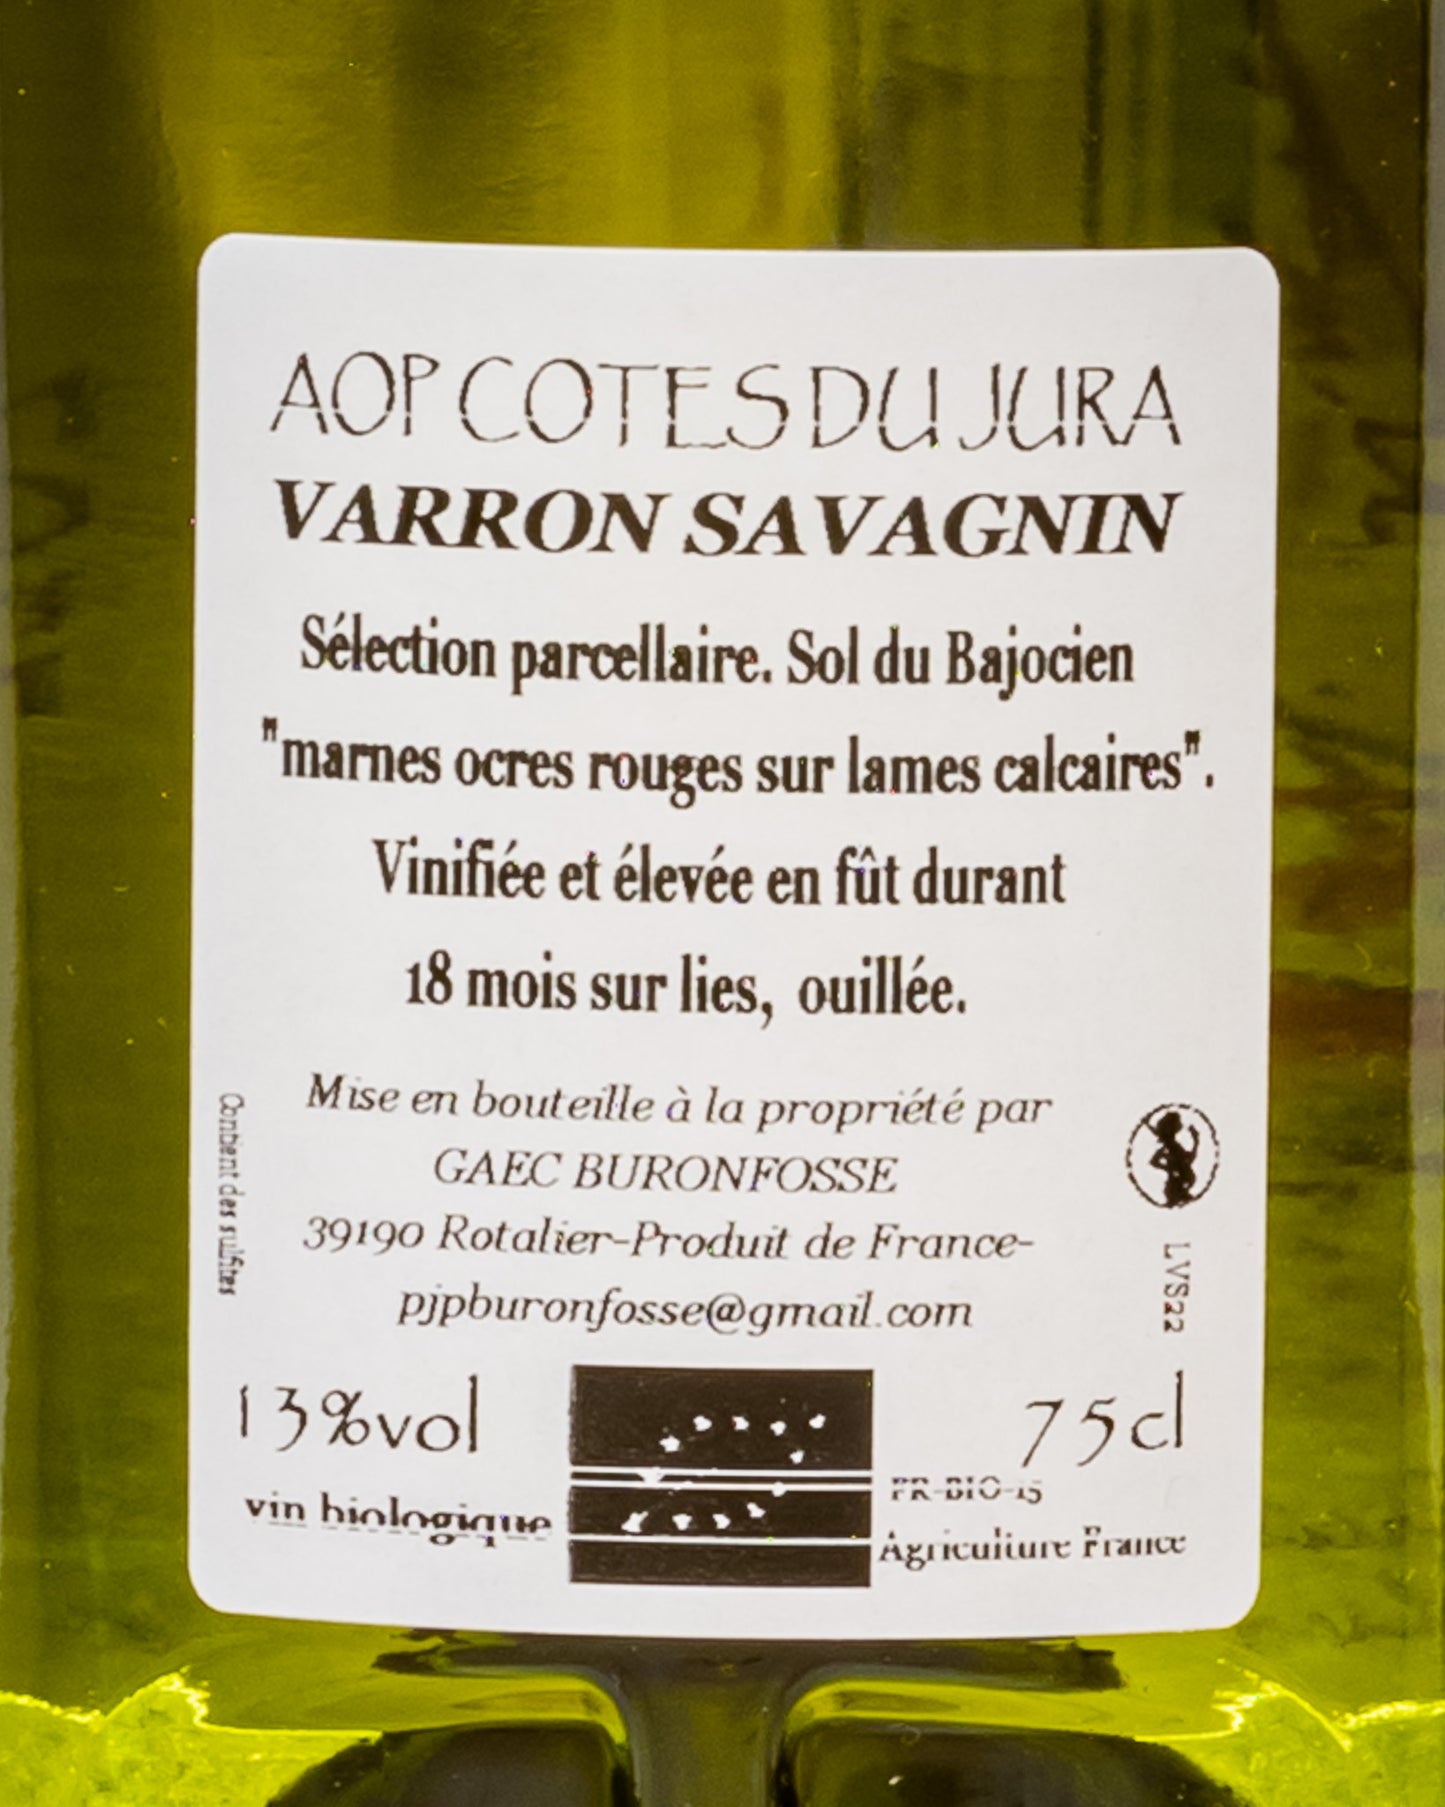 AOP COTES DU JURA
VARRON SAVAGNIN
Sélection parcellaire. Sol du Bajocien
"marnes ocres rouges sur lames calcaires".
Vinifiée et élevée en fût durant
18 mois sur lies, ouillée.
Mise en bouteille à la propriété par
GAEC BURONFOSSE
39190 Rotalier-Produit de France-
pjpburonfosse@gmail.com
Contient des sulfites
LVS22
13%vol
75cl
vin biologique
FR-BIO-15
Agriculture France